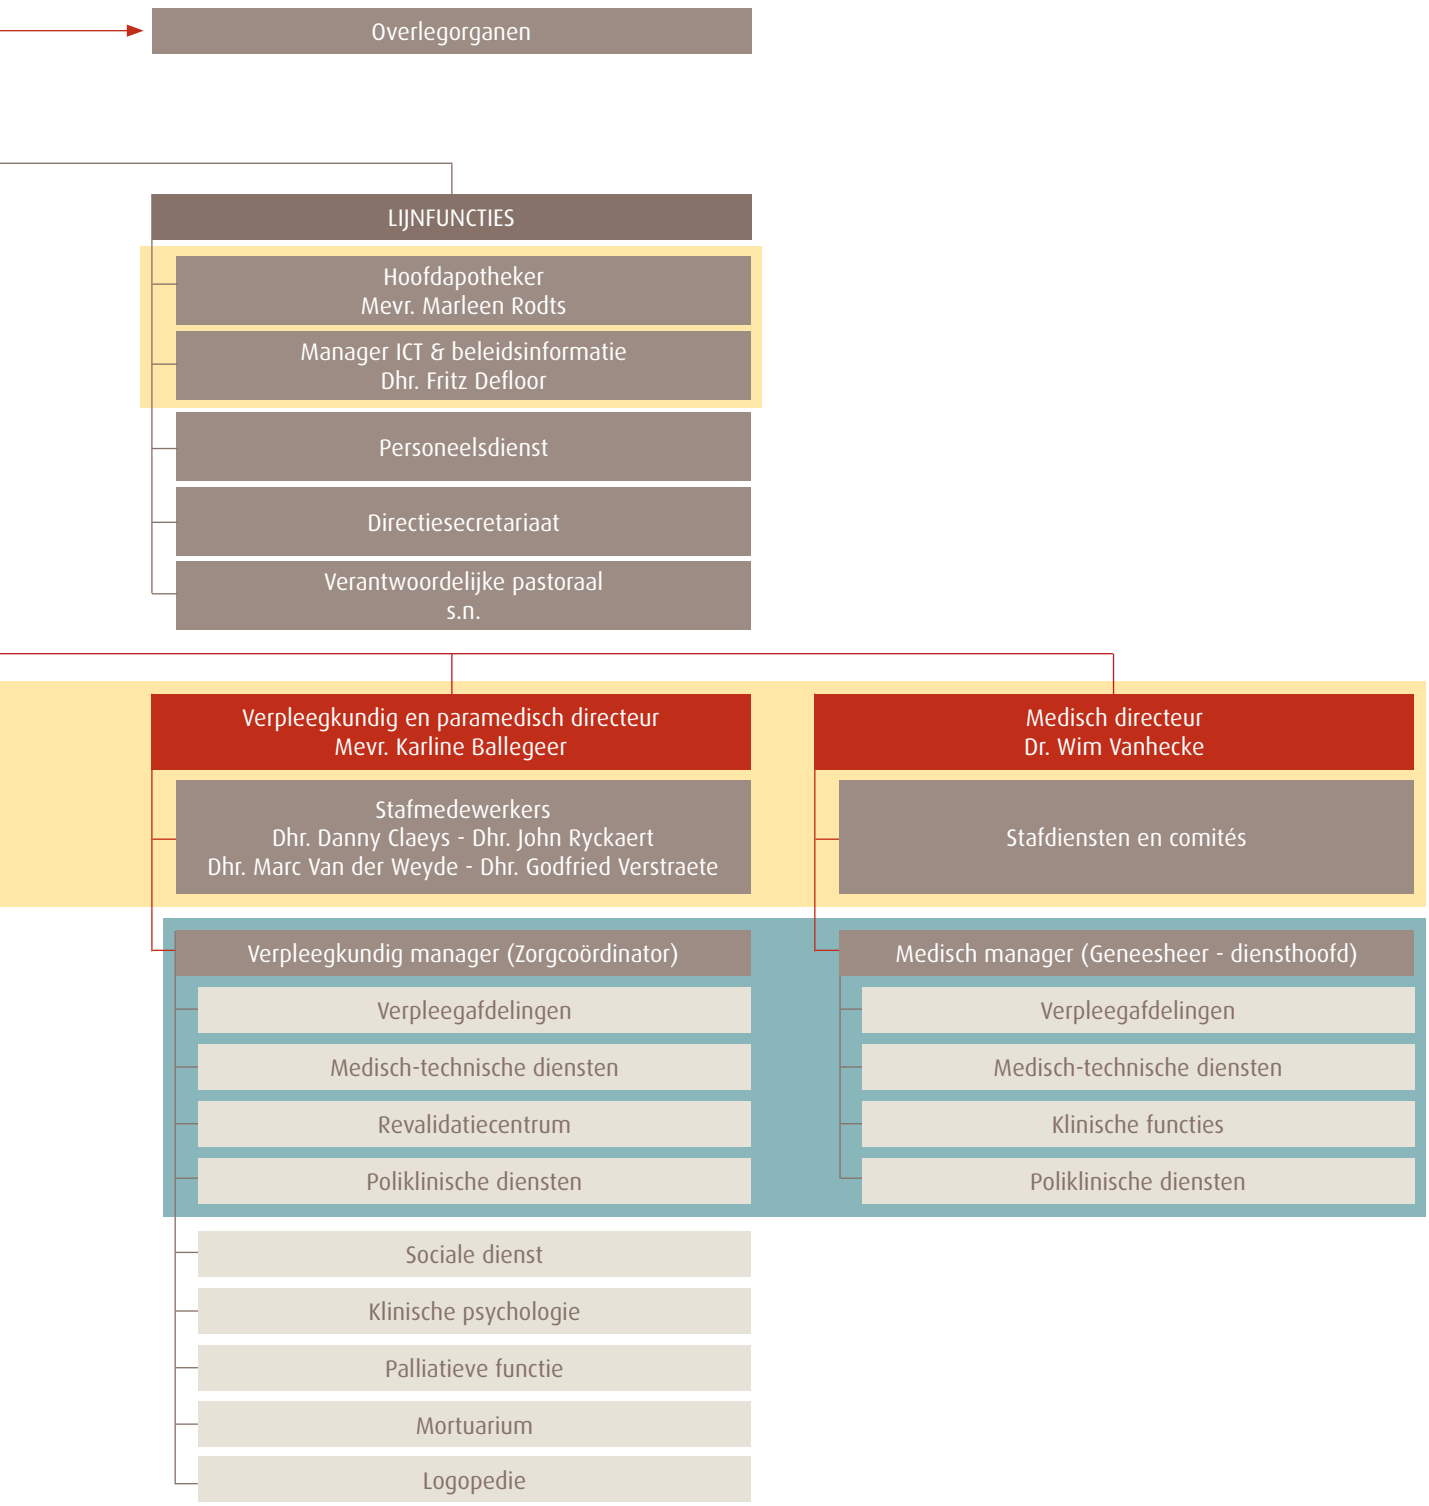 Overlegorganen
LIJNFUNCTIES
Hoofdapotheker
Mevr. Marleen Rodts
Manager ICT & beleidsinformatie
Dhr. Fritz Defloor
Personeelsdienst
Directiesecretariaat
Verantwoordelijke pastoraal
s.n.
Verpleegkundig en paramedisch directeur
Mevr. Karline Ballegeer
Stafmedewerkers
Dhr. Danny Claeys - Dhr. John Ryckaert
Dhr. Marc Van der Weyde - Dhr. Godfried Verstraete
Verpleegkundig manager (Zorgcoördinator)
Verpleegafdelingen
Medisch-technische diensten
Revalidatiecentrum
Poliklinische diensten
Sociale dienst
Klinische psychologie
Palliatieve functie
Mortuarium
Logopedie
Medisch directeur
Dr. Wim Vanhecke
Stafdiensten en comités
Medisch manager (Geneesheer - diensthoofd)
Verpleegafdelingen
Medisch-technische diensten
Klinische functies
Poliklinische diensten